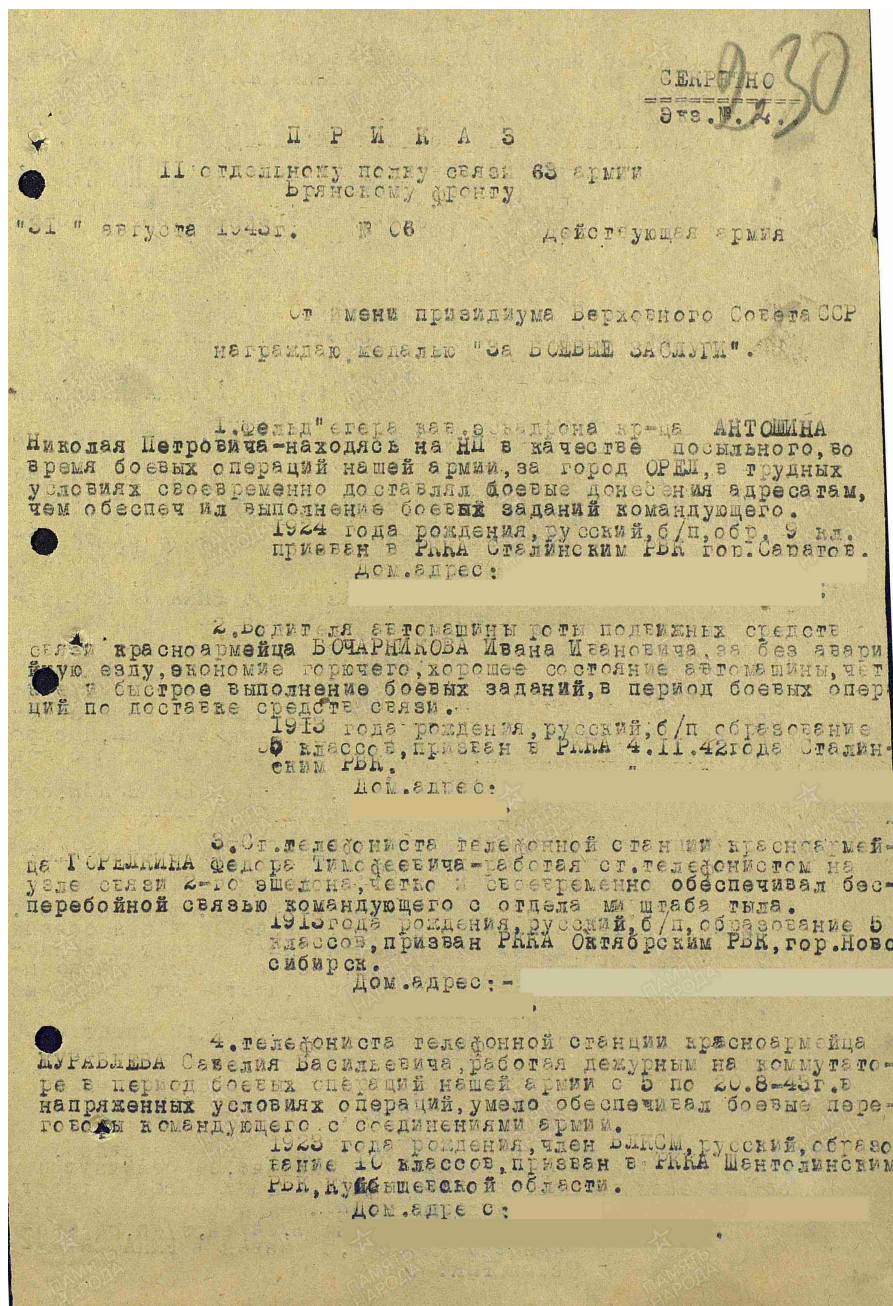 230
СЕКРЕТНО
Экз.№.2.
П Р И К А З
11 отдельному полку связи 63 армии
Брянскому фронту
"31 " августа 1943г. № 06 Действующая армия
От имени призидиума Верховного Совета ССР
награждаю медалью "За БОЕВЫЕ ЗАСЛУГИ".
1.Фельд"егера кав.эскадрона кр-ца АНТОШИНА
Николая Петровича-находясь на НП в качестве посыльного,во
время боевых операций нашей армии,за город ОРЕЛ,в трудных
условиях своевременно доставлял боевые донесения адресатам,
чем обеспеч ил выполнение боевых заданий командующего.
1924 года рождения,русский,б/п,обр. 9 кл.
призван в РККА Сталинским РВК гор.Саратов.
Дом.адрес:
2.Водителя автомашины роты подвижных средств
связи красноармейца БОЧАРНИКОВА Ивана Ивановича,за без авари
йную езду,экономие горючего,хорошее состояние автомашины,чет
и быстрое выполнение боевых заданий,в период боевых опер
ций по доставке средств связи.
1913 года рождения,русский,б/п образование
5 классов,призван в РККА 4.11.42года Сталин-
ским РВК.
Дом.адрес:
3.Ст.телефониста телефонной станции красноармей-
ца ГОРЕЛКИНА Федора Тимофеевича-работая ст.телефонистом на
узле связи 2-го эшелона,четко и своевременно обеспечивал бес-
перебойной связью командующего с отдела ми штаба тыла.
1913года рождения,русский,б/п,образование 5
классов,призван РККА Октябрьским РВК,гор.Ново
сибирск.
Дом.адрес:-
4.телефониста телефонной станции красноармейца
ЖУРАВЛЕВА Савелия Васильевича,работая дежурным на коммутато-
ре в период боевых операций нашей армии с 5 по 20.8-43г.в
напряженных условиях операций,умело обеспечивал боевые пере-
говоры командующего с соединениями армии.
1923 года рождения,член ВЛКСМ,русский,образо
вание 10 классов,призван в РККА Шантолинским
РВК,Куйбышевской области.
Дом.адре с: